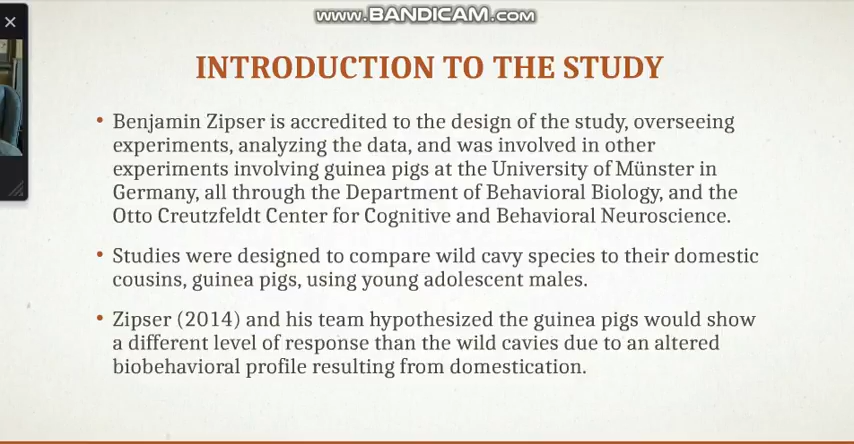 www.BANDICAM.com
INTRODUCTION TO THE STUDY
• Benjamin Zipser is accredited to the design of the study, overseeing
experiments, analyzing the data, and was involved in other
experiments involving guinea pigs at the University of Münster in
Germany, all through the Department of Behavioral Biology, and the
Otto Creutzfeldt Center for Cognitive and Behavioral Neuroscience.
• Studies were designed to compare wild cavy species to their domestic
cousins, guinea pigs, using young adolescent males.
• Zipser (2014) and his team hypothesized the guinea pigs would show
a different level of response than the wild cavies due to an altered
biobehavioral profile resulting from domestication.